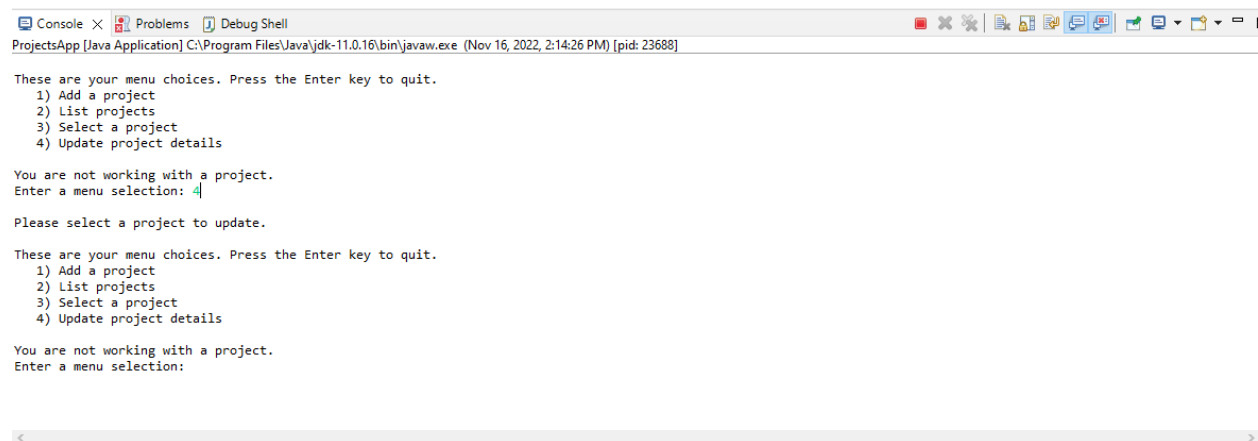 Console Problems Debug Shell
ProjectsApp [Java Application] C:\Program Files\Java\jdk-11.0.16\bin\javaw.exe (Nov 16, 2022, 2:14:26 PM) [pid: 23688]
These are your menu choices. Press the Enter key to quit.
1) Add a project
2) List projects
3) Select a project
4) Update project details
You are not working with a project.
Enter a menu selection: 4
Please select a project to update.
These are your menu choices. Press the Enter key to quit.
1) Add a project
2) List projects
3) Select a project
4) Update project details
You are not working with a project.
Enter a menu selection: